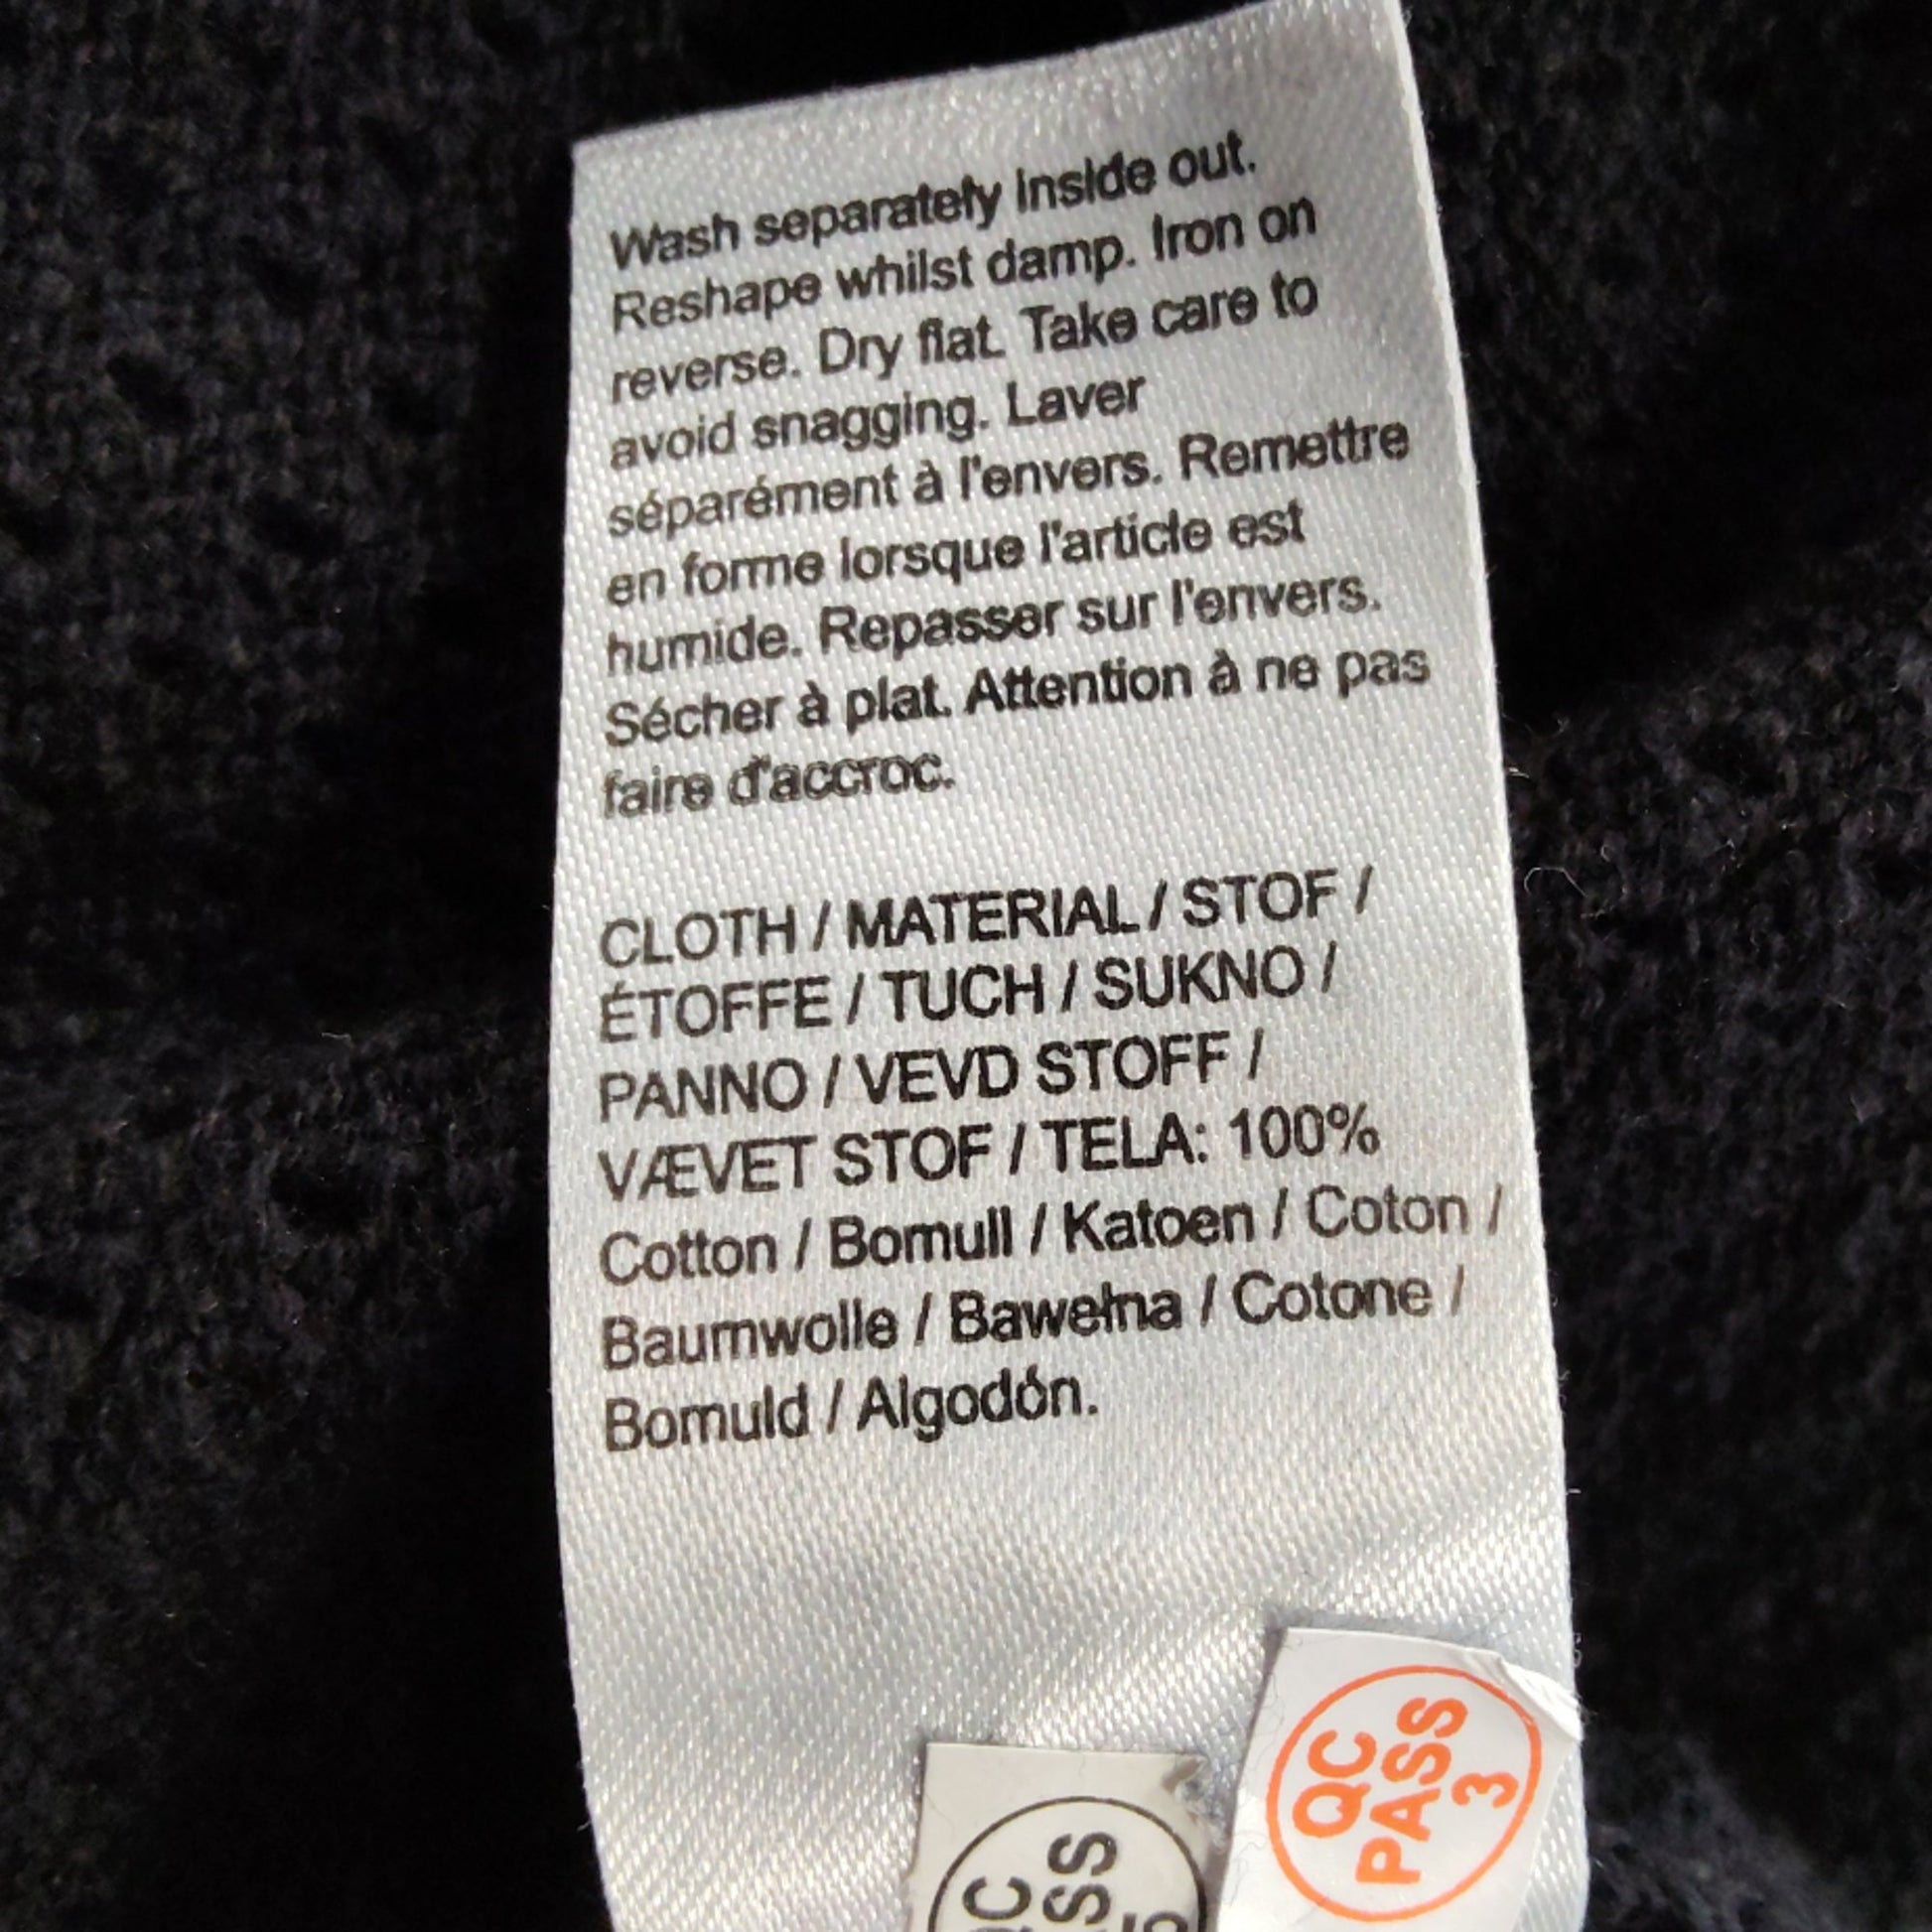 Wash separately inside out.
Reshape whilst damp. Iron on
reverse. Dry flat. Take care to
avoid snagging. Laver
séparément à l'envers. Remettre
en forme lorsque l'article est
humide. Repasser sur l'envers.
Sécher à plat. Attention à ne pas
faire d'accroc.
CLOTH / MATERIAL / STOF /
ÉTOFFE / TUCH / SUKNO /
PANNO / VEVD STOFF /
VÆVET STOF / TELA: 100%
Cotton / Bomull / Katoen / Coton /
Baumwolle / Bawełna / Cotone /
Bomuld / Algodón.
QC
PASS
3